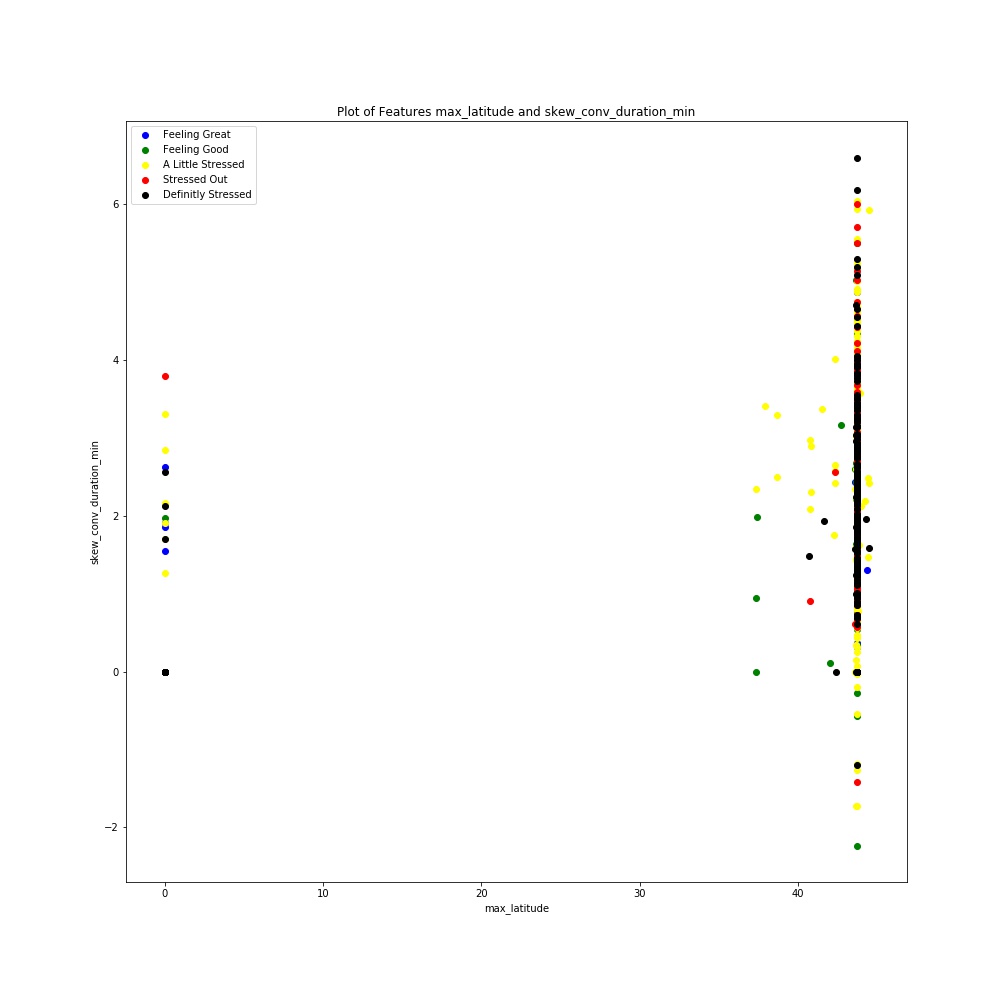 Plot of Features max_latitude and skew_conv_duration_min
Feeling Great
Feeling Good
A Little Stressed
Stressed Out
Definitly Stressed
6
4
2
0
−2
skew_conv_duration_min
0 10 20 30 40
max_latitude